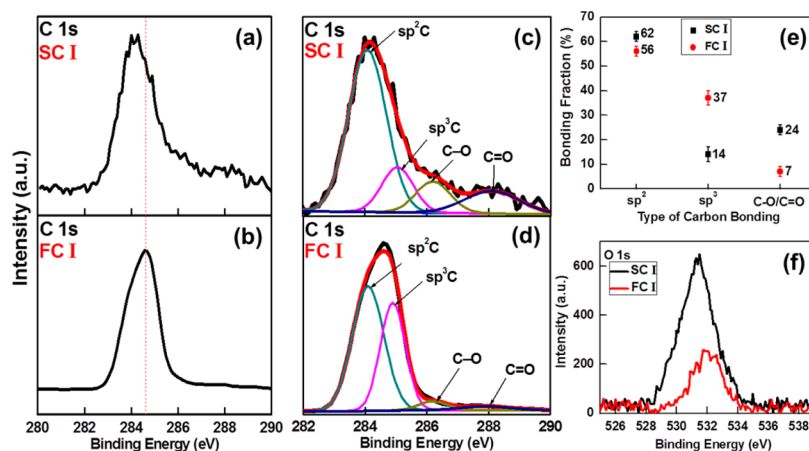 C 1s
SC I
(a)
C 1s
FC I
(b)
Intensity (a.u.)
280 282 284 286 288 290
Binding Energy (eV)
C 1s
SC I
(c)
sp²C
sp³C
C–O
C=O
C 1s
FC I
(d)
sp²C
sp³C
C–O
C=O
280 282 284 286 288 290
Binding Energy (eV)
(e)
SC I
FC I
Bonding Fraction (%)
70
60
50
40
30
20
10
0
62
56
37
14
24
7
sp² sp³ C-O/C=O
Type of Carbon Bonding
O 1s
SC I
FC I
(f)
Intensity (a.u.)
600
400
200
0
526 528 530 532 534 536 538
Binding Energy (eV)